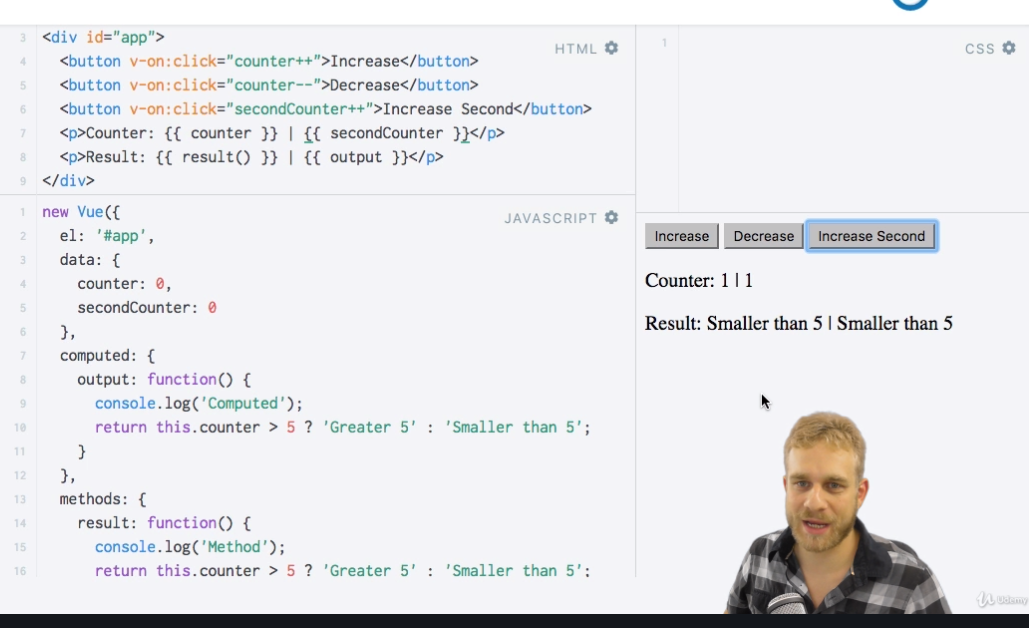 3 <div id="app">
HTML
4 <button v-on:click="counter++">Increase</button>
5 <button v-on:click="counter--">Decrease</button>
6 <button v-on:click="secondCounter++">Increase Second</button>
7 <p>Counter: {{ counter }} | {{ secondCounter }}</p>
8 <p>Result: {{ result() }} | {{ output }}</p>
9 </div>
JAVASCRIPT
1 new Vue({
2 el: '#app',
3 data: {
4 counter: 0,
5 secondCounter: 0
6 },
7 computed: {
8 output: function() {
9 console.log('Computed');
10 return this.counter > 5 ? 'Greater 5' : 'Smaller than 5';
11 }
12 },
13 methods: {
14 result: function() {
15 console.log('Method');
16 return this.counter > 5 ? 'Greater 5' : 'Smaller than 5';
1
CSS
Increase Decrease Increase Second
Counter: 1 | 1
Result: Smaller than 5 | Smaller than 5
Udemy